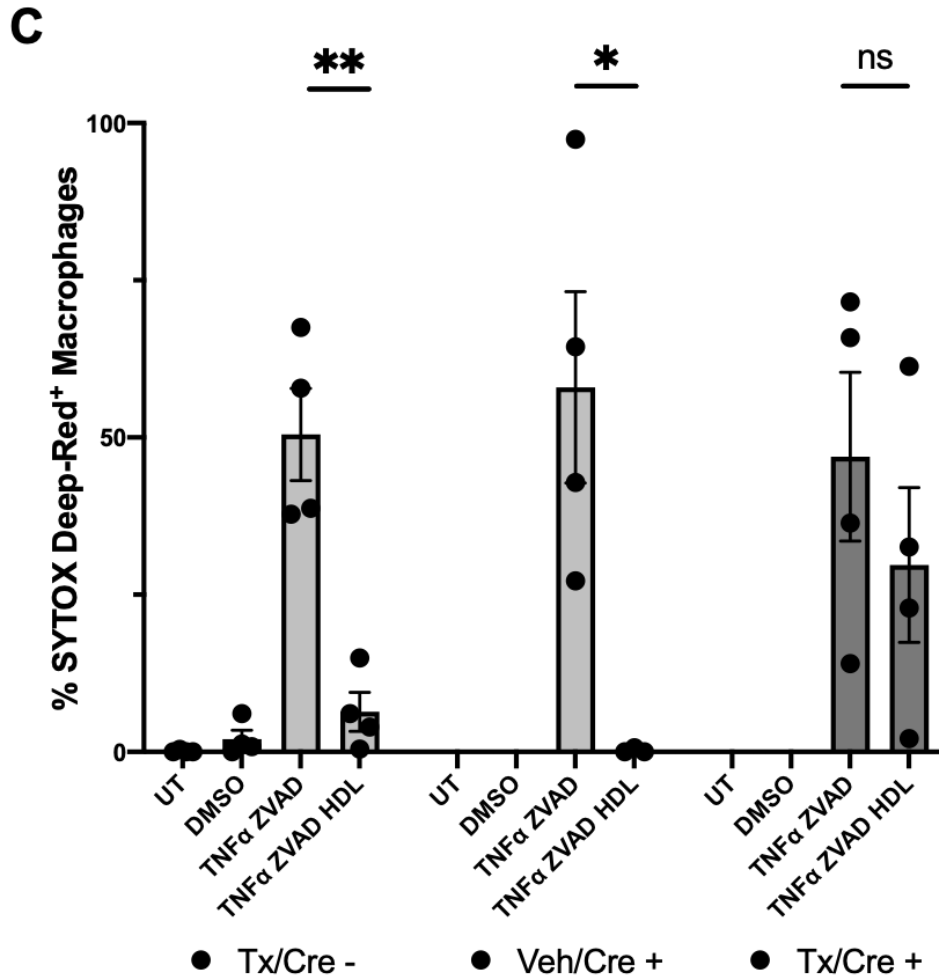 C
** * ns
% SYTOX Deep-Red⁺ Macrophages
100
50
0
UT DMSO TNFα ZVAD TNFα ZVAD HDL UT DMSO TNFα ZVAD TNFα ZVAD HDL UT DMSO TNFα ZVAD TNFα ZVAD HDL
Tx/Cre - Veh/Cre + Tx/Cre +